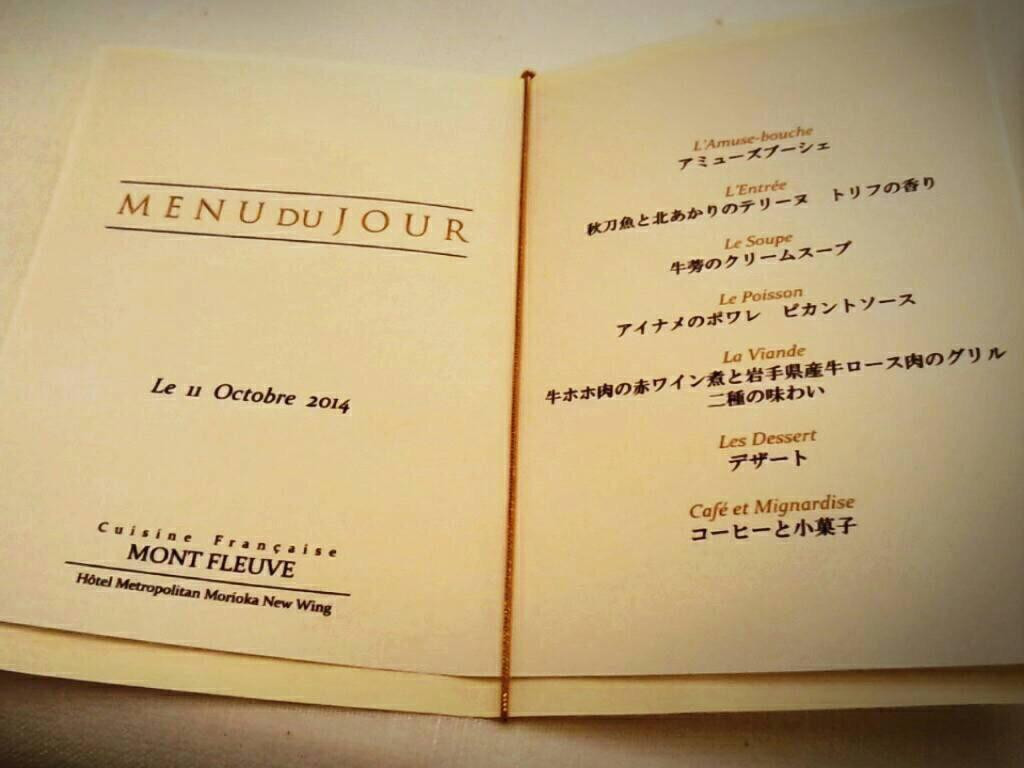 MENU DU JOUR
Le 11 Octobre 2014
Cuisine Française
MONT FLEUVE
Hôtel Metropolitan Morioka New Wing
L'Amuse-bouche
アミューズブーシェ
L'Entrée
秋刀魚と北あかりのテリーヌ　トリフの香り
Le Soupe
牛蒡のクリームスープ
Le Poisson
アイナメのポワレ　ピカントソース
La Viande
牛ホホ肉の赤ワイン煮と岩手県産牛ロース肉のグリル
二種の味わい
Les Dessert
デザート
Café et Mignardise
コーヒーと小菓子